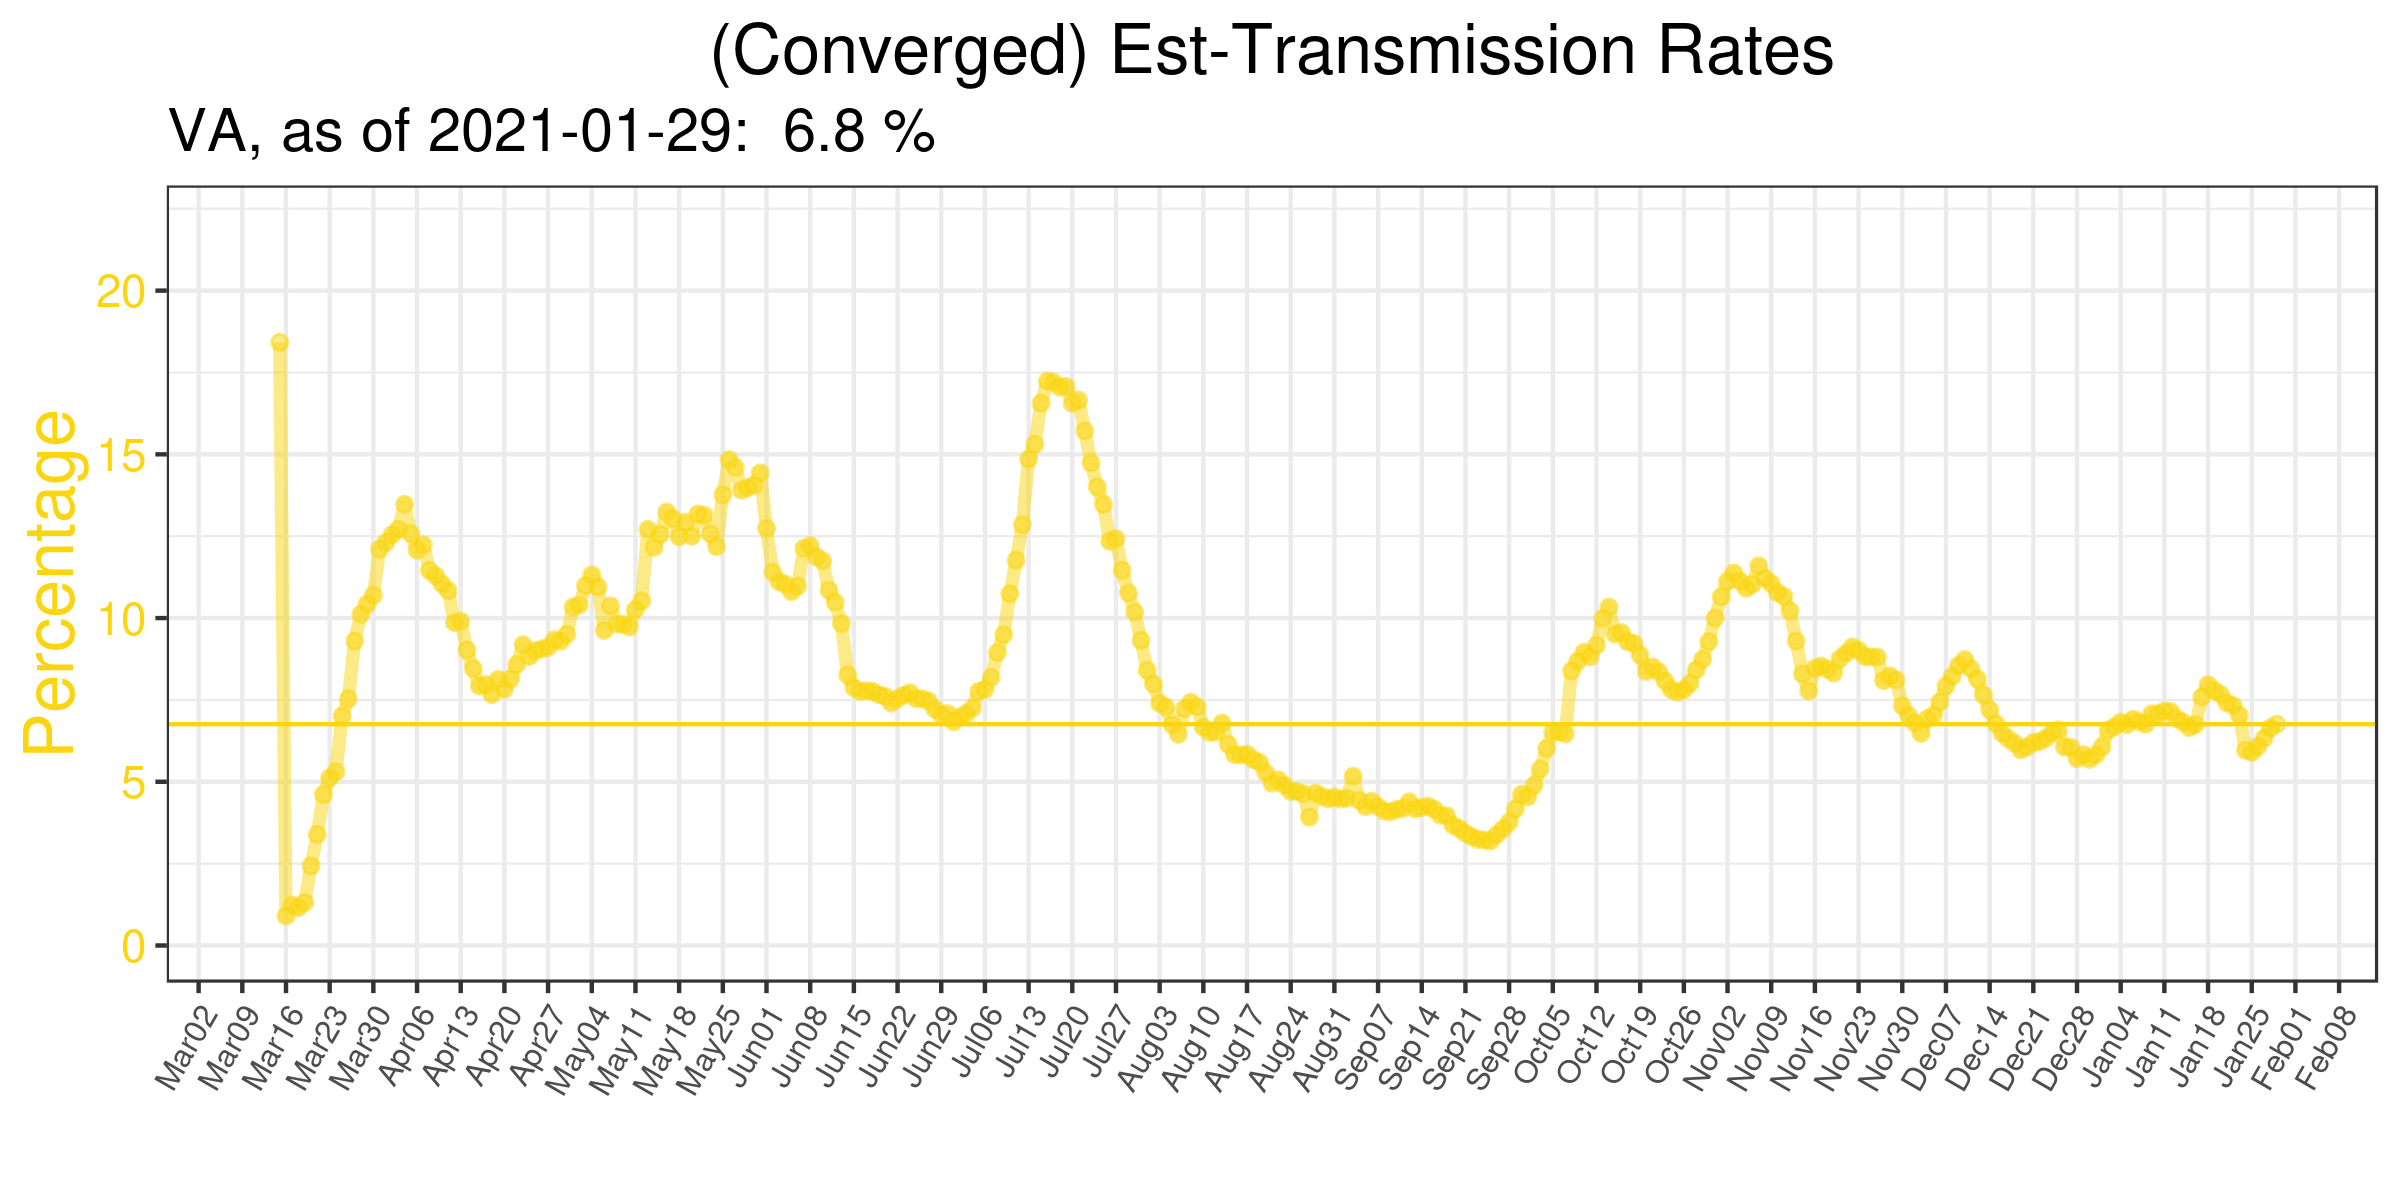 (Converged) Est-Transmission Rates
VA, as of 2021-01-29:  6.8 %
Percentage
20
15
10
5
0
Mar02
Mar09
Mar16
Mar23
Mar30
Apr06
Apr13
Apr20
Apr27
May04
May11
May18
May25
Jun01
Jun08
Jun15
Jun22
Jun29
Jul06
Jul13
Jul20
Jul27
Aug03
Aug10
Aug17
Aug24
Aug31
Sep07
Sep14
Sep21
Sep28
Oct05
Oct12
Oct19
Oct26
Nov02
Nov09
Nov16
Nov23
Nov30
Dec07
Dec14
Dec21
Dec28
Jan04
Jan11
Jan18
Jan25
Feb01
Feb08